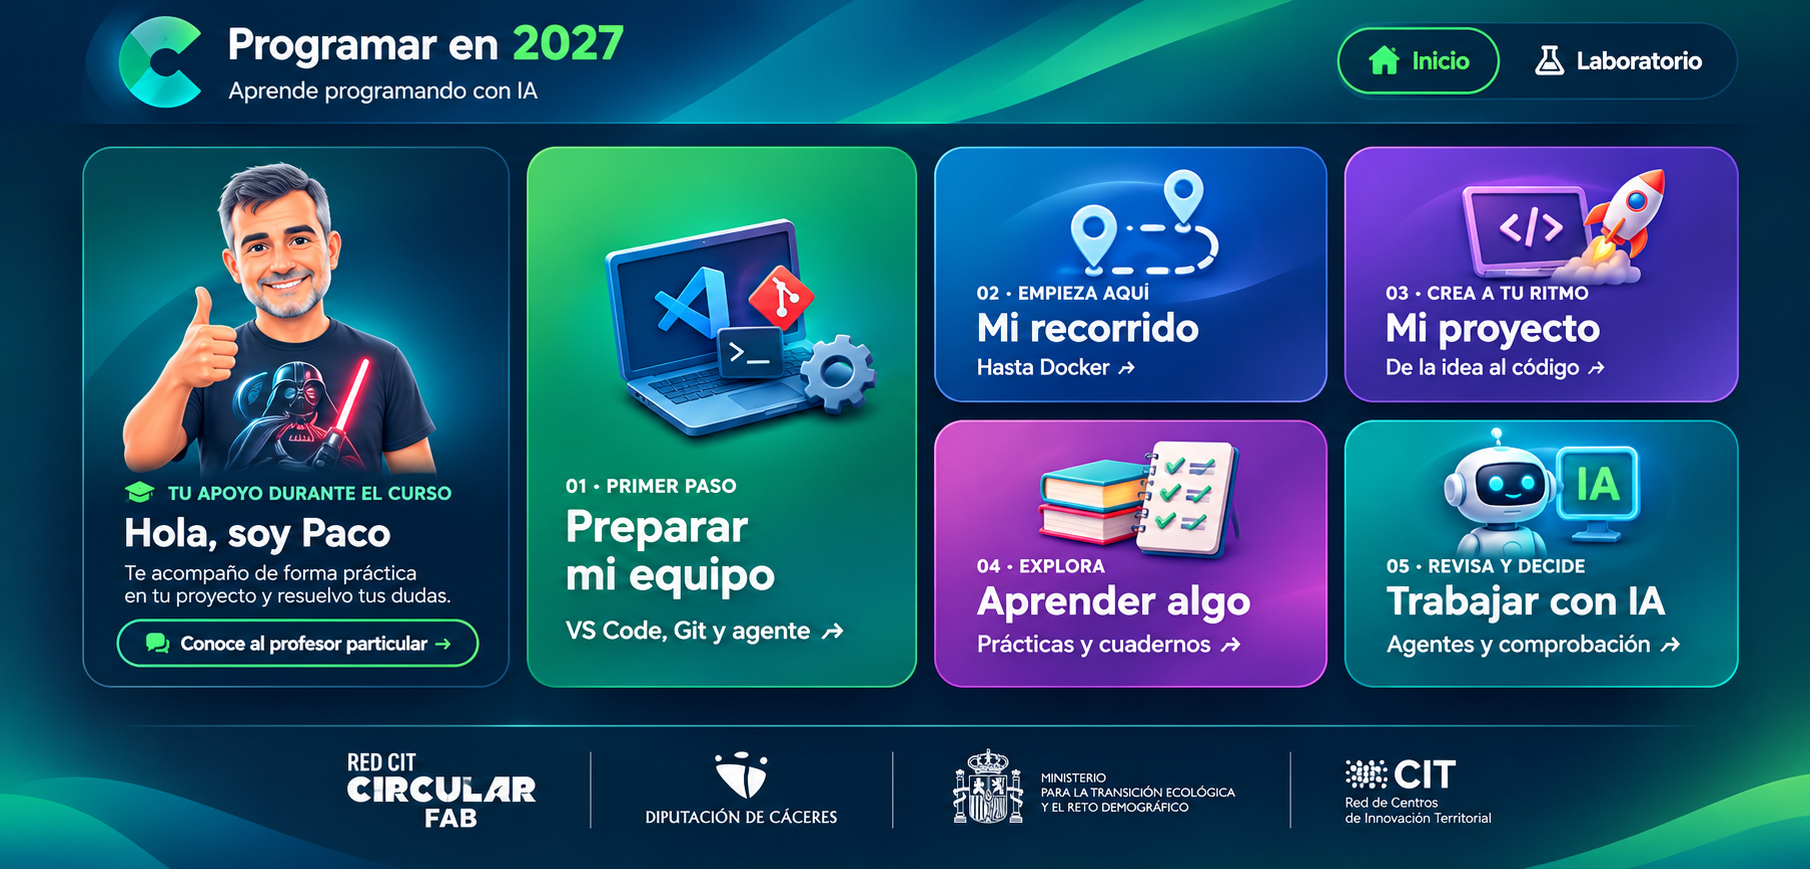 Programar en 2027
Aprende programando con IA
Inicio
Laboratorio
TU APOYO DURANTE EL CURSO
Hola, soy Paco
Te acompaño de forma práctica
en tu proyecto y resuelvo tus dudas.
Conoce al profesor particular →
>_
01 • PRIMER PASO
Preparar
mi equipo
VS Code, Git y agente
02 • EMPIEZA AQUÍ
Mi recorrido
Hasta Docker
</>
03 • CREA A TU RITMO
Mi proyecto
De la idea al código
04 • EXPLORA
Aprender algo
Prácticas y cuadernos
IA
05 • REVISA Y DECIDE
Trabajar con IA
Agentes y comprobación
RED CIT
CIRCULAR
FAB
DIPUTACIÓN DE CÁCERES
MINISTERIO
PARA LA TRANSICIÓN ECOLÓGICA
Y EL RETO DEMOGRÁFICO
CIT
Red de Centros
de Innovación Territorial